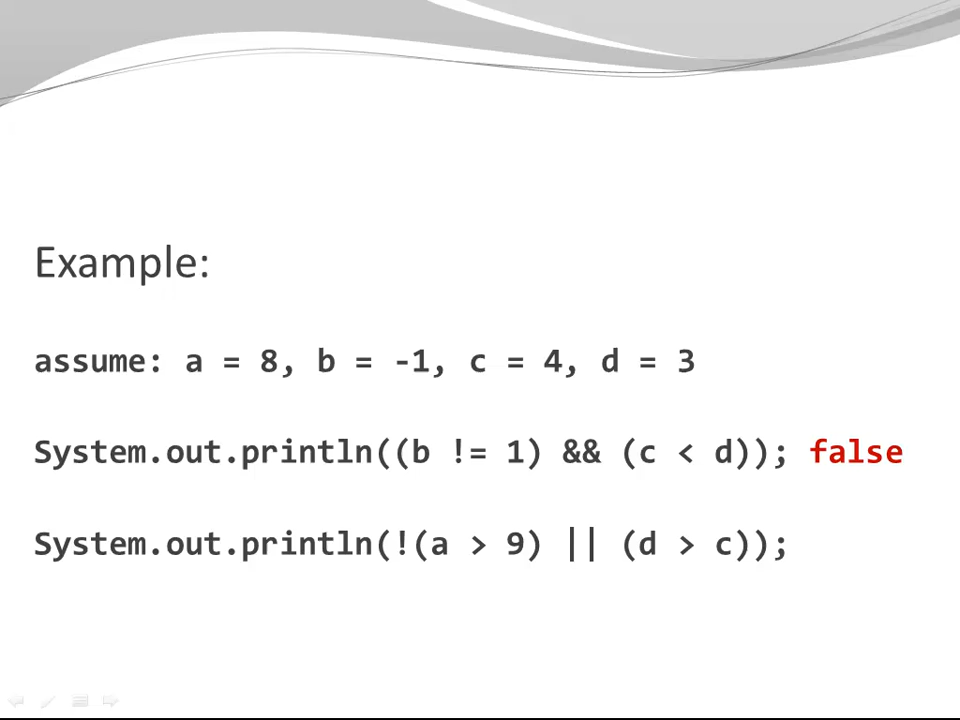 Example:
assume: a = 8, b = -1, c = 4, d = 3
System.out.println((b != 1) && (c < d)); false
System.out.println(!(a > 9) || (d > c));